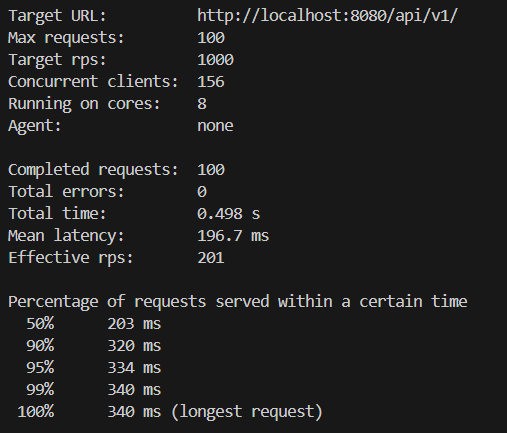 Target URL: http://localhost:8080/api/v1/
Max requests: 100
Target rps: 1000
Concurrent clients: 156
Running on cores: 8
Agent: none
Completed requests: 100
Total errors: 0
Total time: 0.498 s
Mean latency: 196.7 ms
Effective rps: 201
Percentage of requests served within a certain time
50% 203 ms
90% 320 ms
95% 334 ms
99% 340 ms
100% 340 ms (longest request)